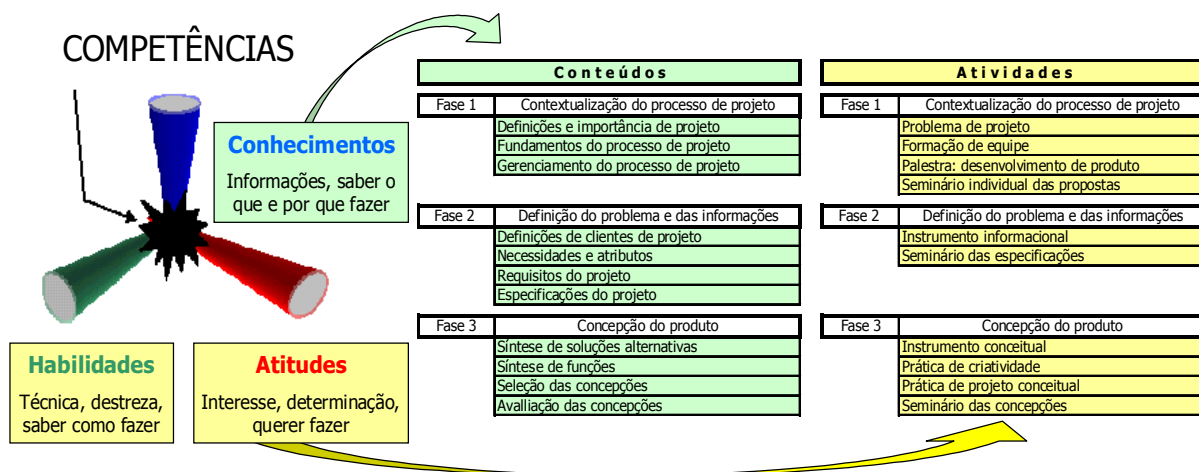 COMPETÊNCIAS
Conhecimentos
Informações, saber o
que e por que fazer
Habilidades
Técnica, destreza,
saber como fazer
Atitudes
Interesse, determinação,
querer fazer
Conteúdos
Fase 1 Contextualização do processo de projeto
Definições e importância de projeto
Fundamentos do processo de projeto
Gerenciamento do processo de projeto
Fase 2 Definição do problema e das informações
Definições de clientes de projeto
Necessidades e atributos
Requisitos do projeto
Especificações do projeto
Fase 3 Concepção do produto
Síntese de soluções alternativas
Síntese de funções
Seleção das concepções
Avalliação das concepções
Atividades
Fase 1 Contextualização do processo de projeto
Problema de projeto
Formação de equipe
Palestra: desenvolvimento de produto
Seminário individual das propostas
Fase 2 Definição do problema e das informações
Instrumento informacional
Seminário das especificações
Fase 3 Concepção do produto
Instrumento conceitual
Prática de criatividade
Prática de projeto conceitual
Seminário das concepções